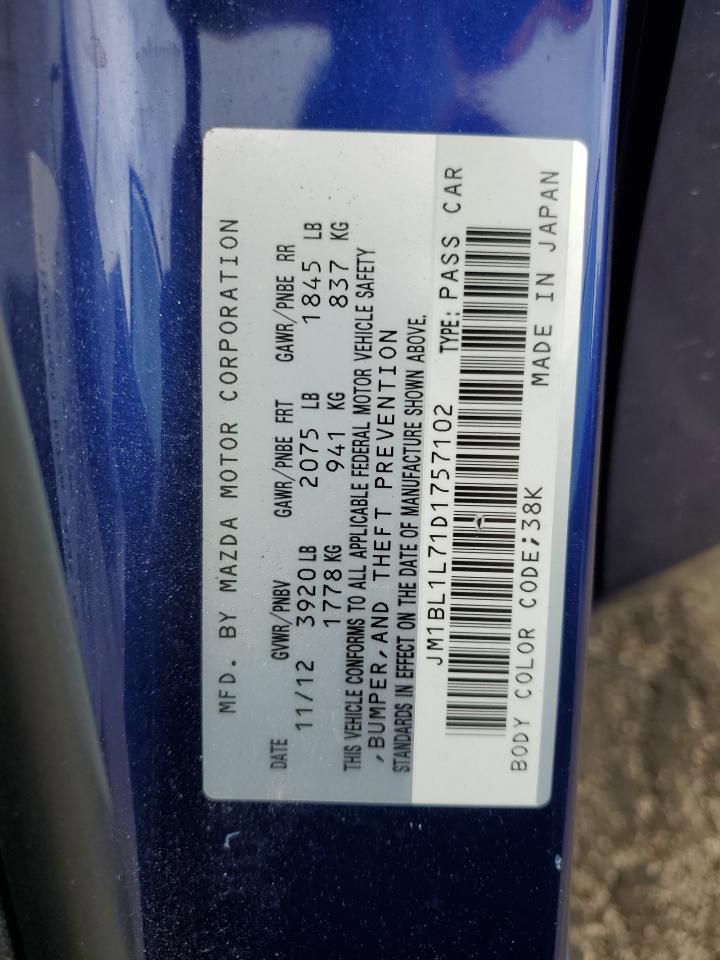 MFD. BY MAZDA MOTOR CORPORATION
DATE GVWR/PNBV GAWR/PNBE FRT GAWR/PNBE RR
11/12 3920 LB 2075 LB 1845 LB
1778 KG 941 KG 837 KG
THIS VEHICLE CONFORMS TO ALL APPLICABLE FEDERAL MOTOR VEHICLE SAFETY
,BUMPER,AND THEFT PREVENTION
STANDARDS IN EFFECT ON THE DATE OF MANUFACTURE SHOWN ABOVE.
JM1BL1L71D1757102 TYPE: PASS CAR
BODY COLOR CODE;38K MADE IN JAPAN